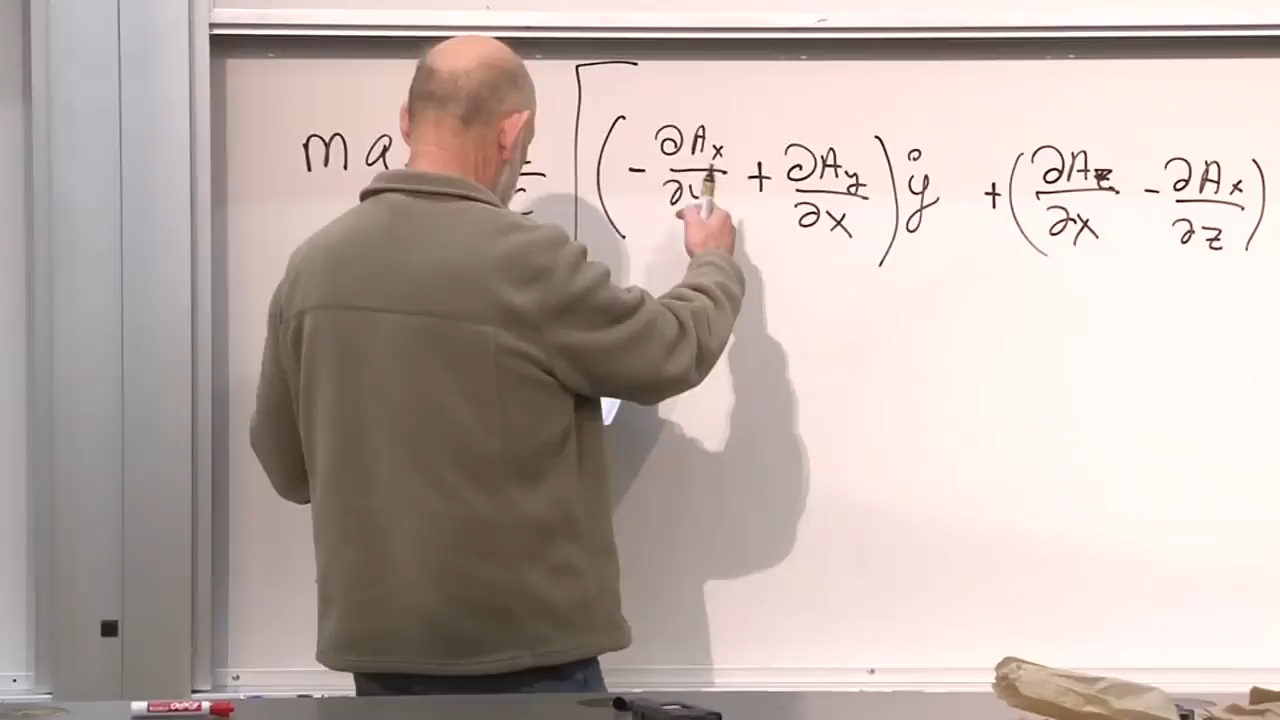 m a [ ( - ∂Ax/∂y + ∂Ay/∂x ) ẏ + ( ∂Az/∂x - ∂Ax/∂z )